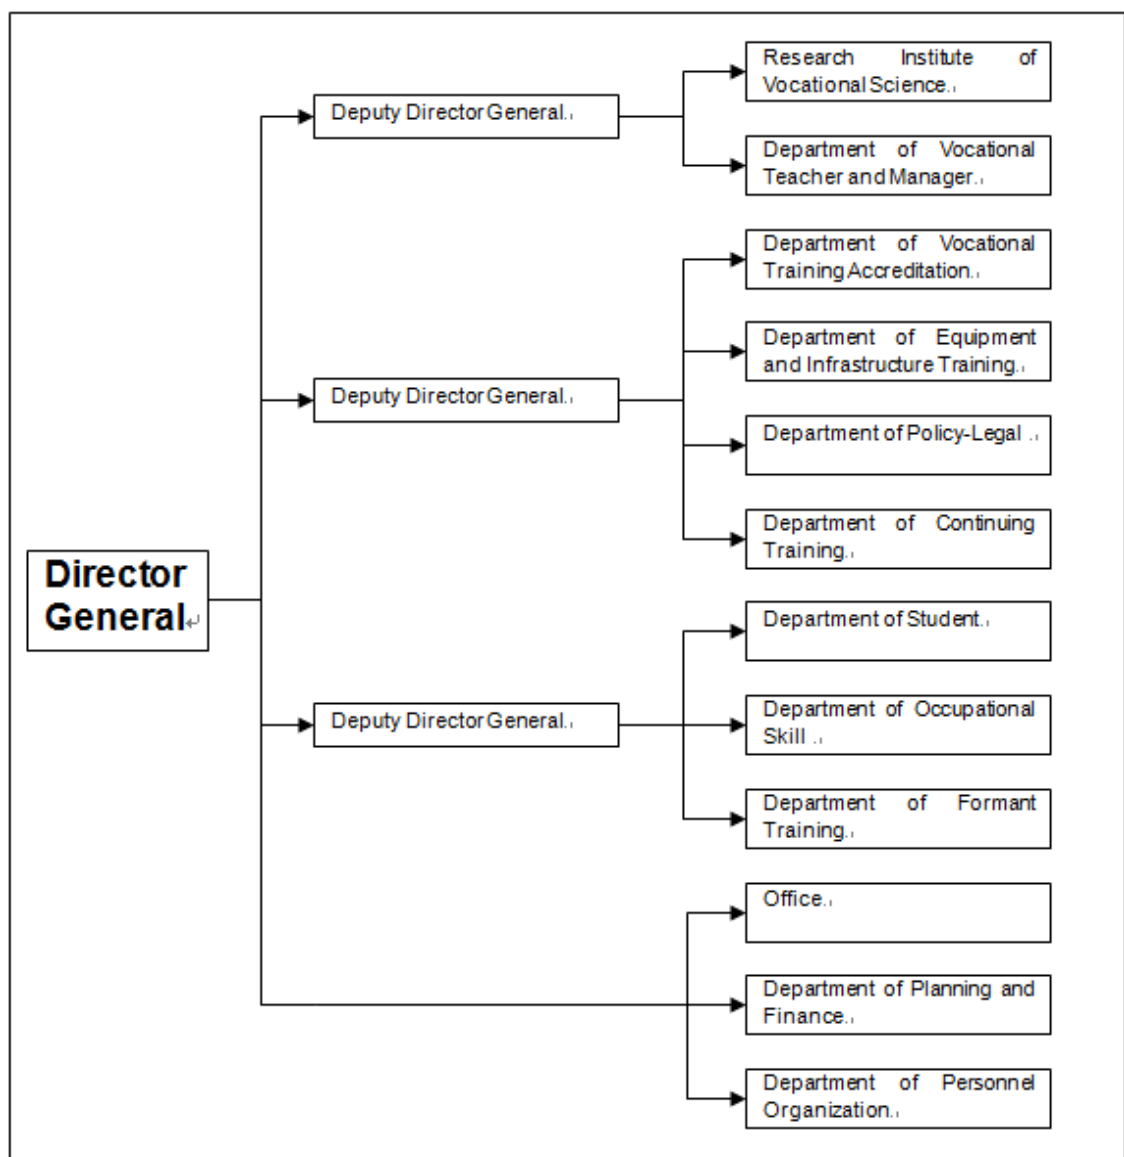 Research Institute of
Vocational Science.
Deputy Director General.
Department of Vocational
Teacher and Manager.
Department of Vocational
Training Accreditation.
Department of Equipment
and Infrastructure Training.
Deputy Director General.
Department of Policy-Legal .
Department of Continuing
Training.
Director
General
Department of Student.
Deputy Director General.
Department of Occupational
Skill .
Department of Formant
Training.
Office.
Department of Planning and
Finance.
Department of Personnel
Organization.